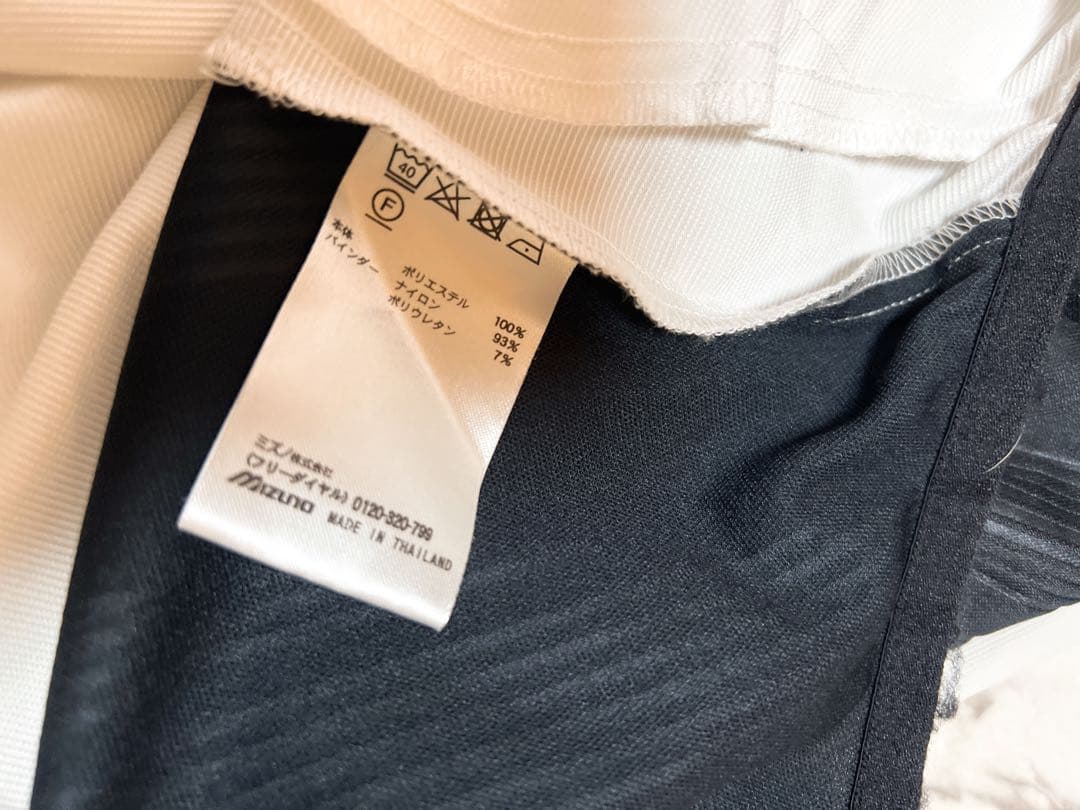 40
F
本体 ポリエステル 100%
バインダー ナイロン 93%
ポリウレタン 7%
ミズノ株式会社
(フリーダイヤル) 0120-320-799
MIZUNO MADE IN THAILAND